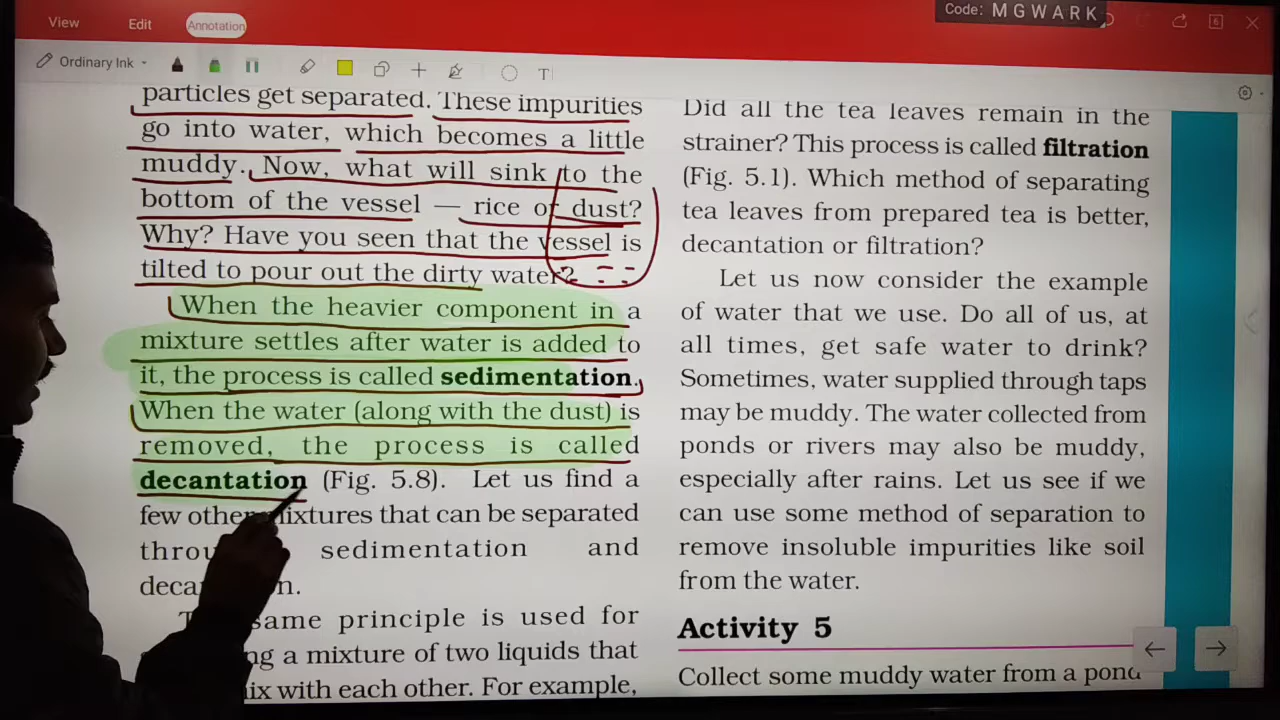 View Edit Annotation
Code: MGWARK
6
Ordinary Ink
T
particles get separated. These impurities
go into water, which becomes a little
muddy. Now, what will sink to the
bottom of the vessel — rice or dust?
Why? Have you seen that the vessel is
tilted to pour out the dirty water?
When the heavier component in a
mixture settles after water is added to
it, the process is called sedimentation.
When the water (along with the dust) is
removed, the process is called
decantation (Fig. 5.8). Let us find a
few other mixtures that can be separated
sedimentation and
same principle is used for
a mixture of two liquids that
with each other. For example,
Did all the tea leaves remain in the
strainer? This process is called filtration
(Fig. 5.1). Which method of separating
tea leaves from prepared tea is better,
decantation or filtration?
Let us now consider the example
of water that we use. Do all of us, at
all times, get safe water to drink?
Sometimes, water supplied through taps
may be muddy. The water collected from
ponds or rivers may also be muddy,
especially after rains. Let us see if we
can use some method of separation to
remove insoluble impurities like soil
from the water.
Activity 5
Collect some muddy water from a pond